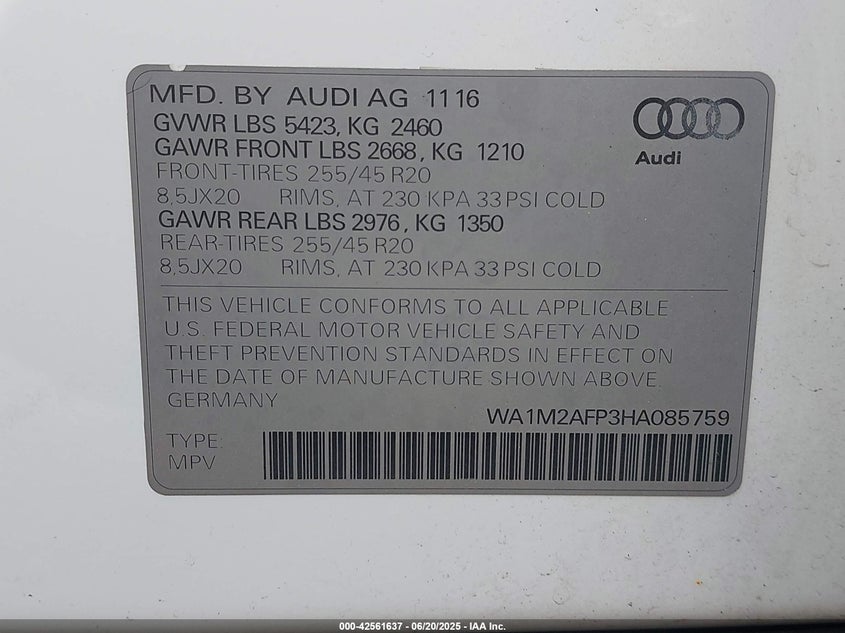 MFD. BY AUDI AG 11 16
GVWR LBS 5423, KG 2460
GAWR FRONT LBS 2668, KG 1210
FRONT-TIRES 255/45 R20
8,5JX20 RIMS, AT 230 KPA 33 PSI COLD
GAWR REAR LBS 2976, KG 1350
REAR-TIRES 255/45 R20
8,5JX20 RIMS, AT 230 KPA 33 PSI COLD
Audi
THIS VEHICLE CONFORMS TO ALL APPLICABLE
U.S. FEDERAL MOTOR VEHICLE SAFETY AND
THEFT PREVENTION STANDARDS IN EFFECT ON
THE DATE OF MANUFACTURE SHOWN ABOVE.
GERMANY
WA1M2AFP3HA085759
TYPE:
MPV
000-42561637 - 06/20/2025 - IAA Inc.